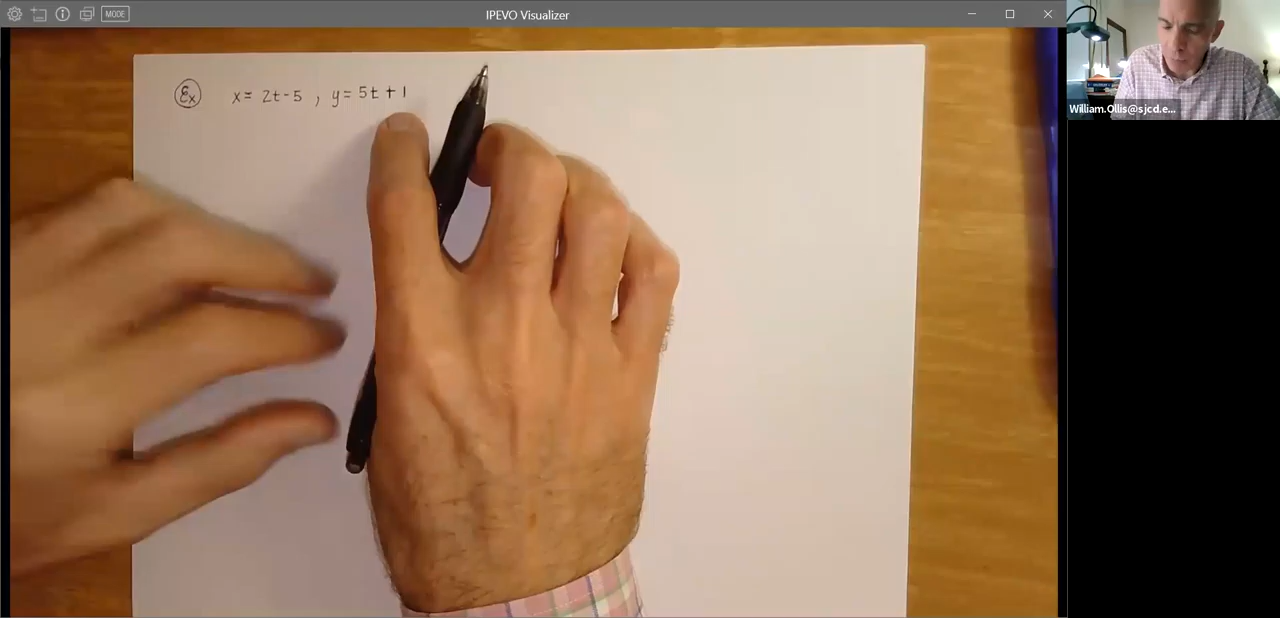 MODE
IPEVO Visualizer
William.Ollis@sjcd.e...
Ex x = 2t - 5 , y = 5t + 1